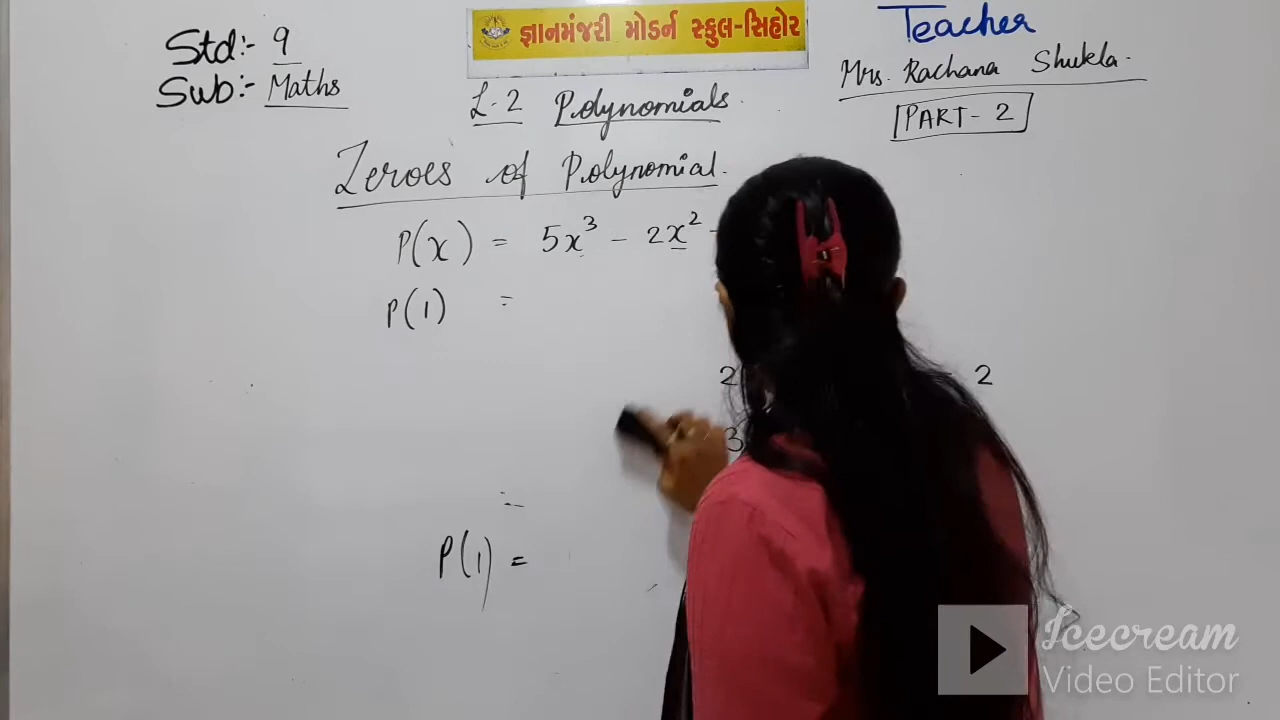 Std:- 9
Sub:- Maths
જ્ઞાનમંજરી મોડર્ન સ્કુલ-સિહોર
Teacher
Mrs. Rachana Shukla.
PART- 2
L-2 Polynomials.
Zeroes of Polynomial.
P(x) = 5x³ - 2x²
P(1) =
2 - 2
3
=
P(1) =
Icecream
Video Editor